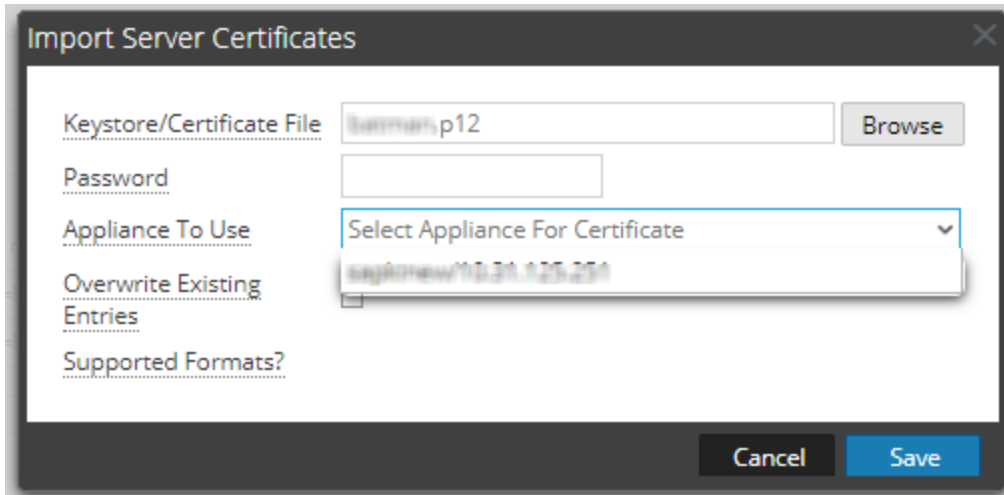 Import Server Certificates
Keystore/Certificate File
.p12
Browse
Password
Appliance To Use
Select Appliance For Certificate
Overwrite Existing
Entries
Supported Formats?
Cancel
Save